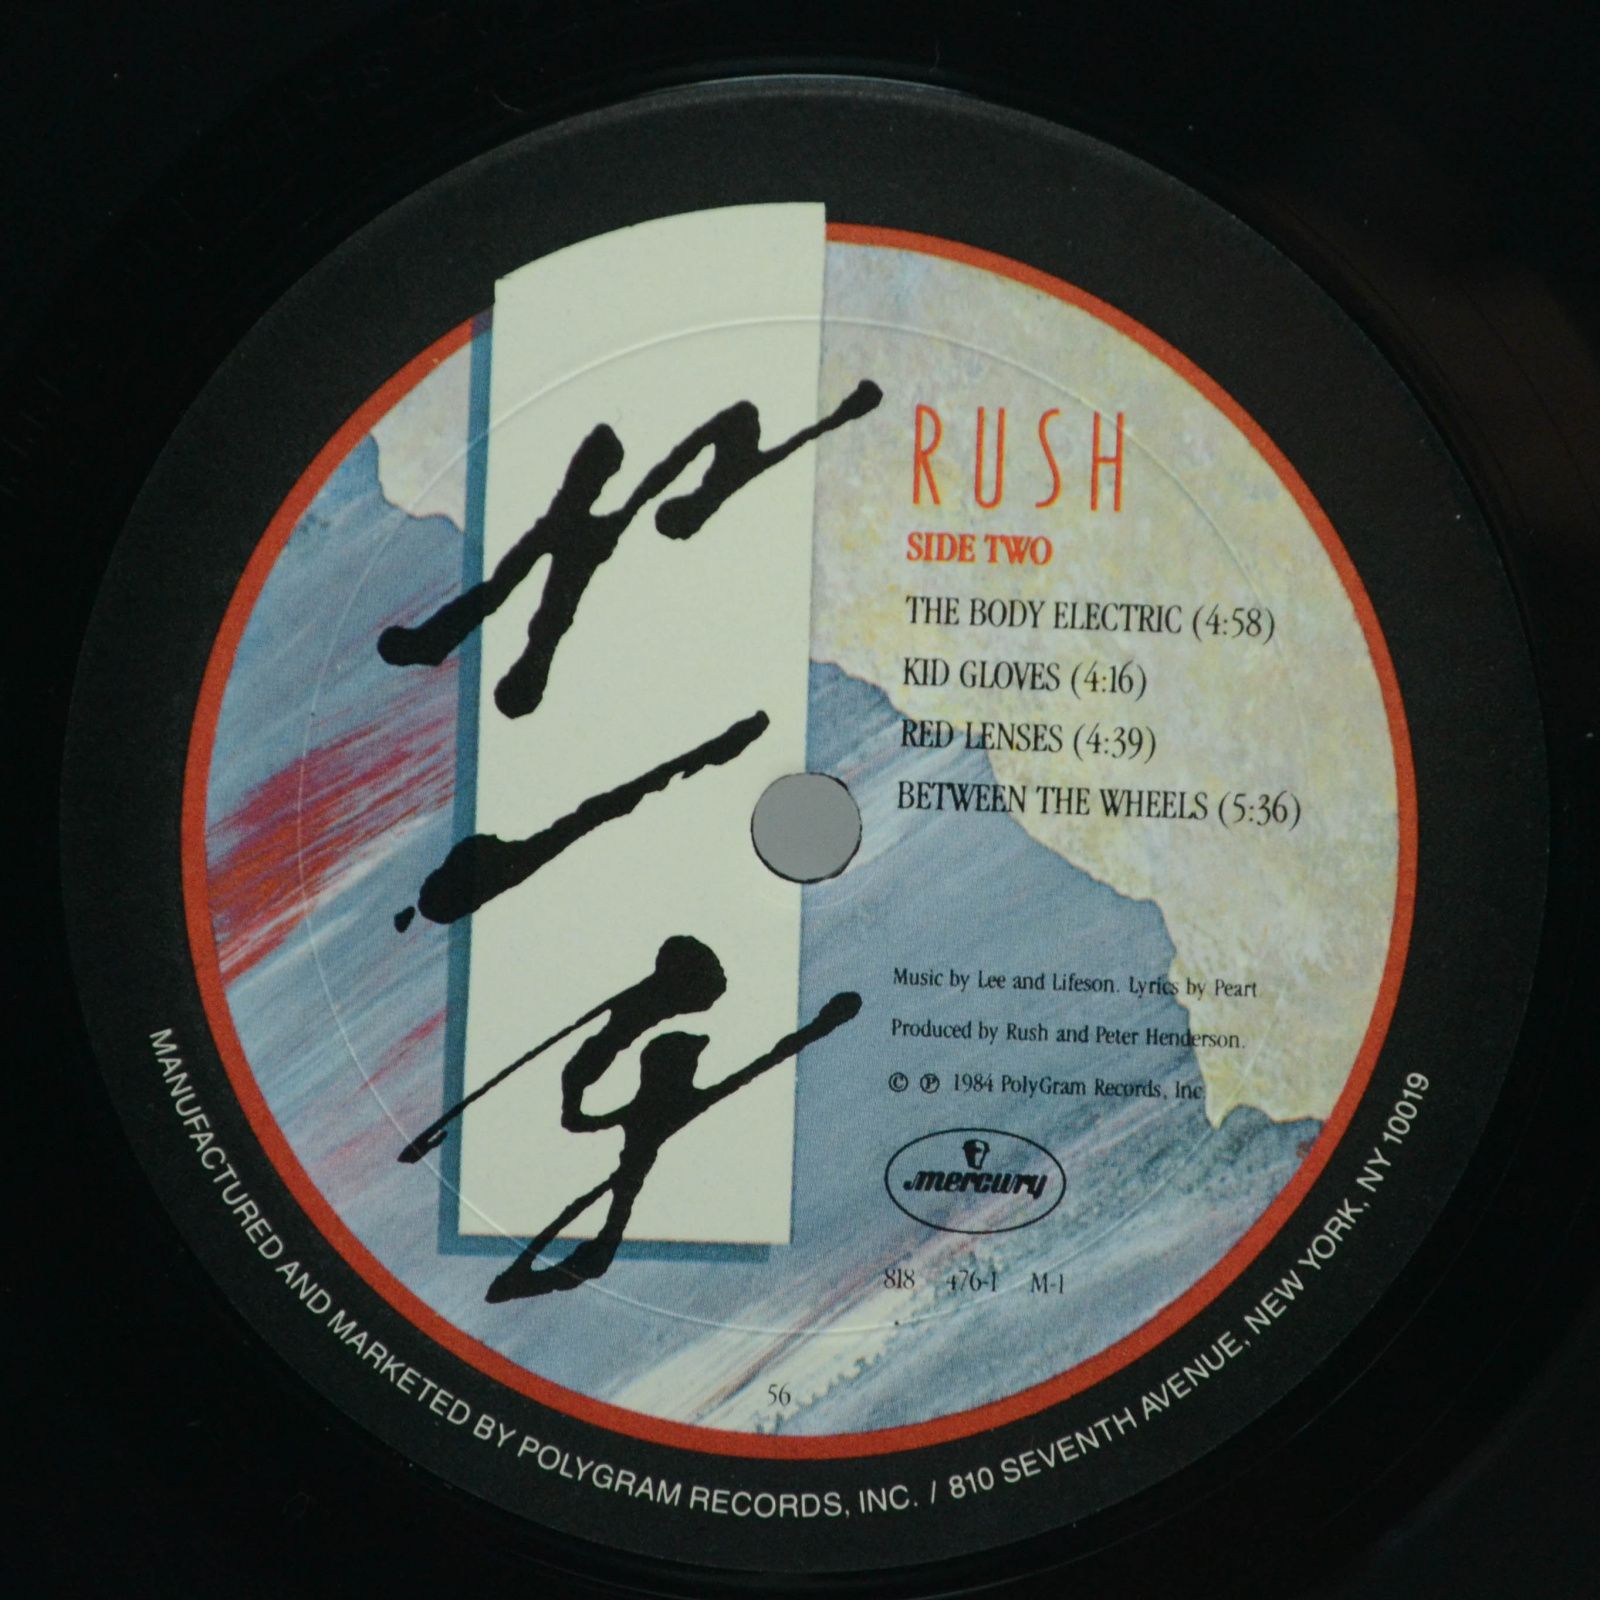 RUSH
SIDE TWO
THE BODY ELECTRIC (4:58)
KID GLOVES (4:16)
RED LENSES (4:39)
BETWEEN THE WHEELS (5:36)
Music by Lee and Lifeson. Lyrics by Peart
Produced by Rush and Peter Henderson.
© ℗ 1984 PolyGram Records, Inc.
mercury
818 476-1 M-1
56
MANUFACTURED AND MARKETED BY POLYGRAM RECORDS, INC. / 810 SEVENTH AVENUE, NEW YORK, NY 10019